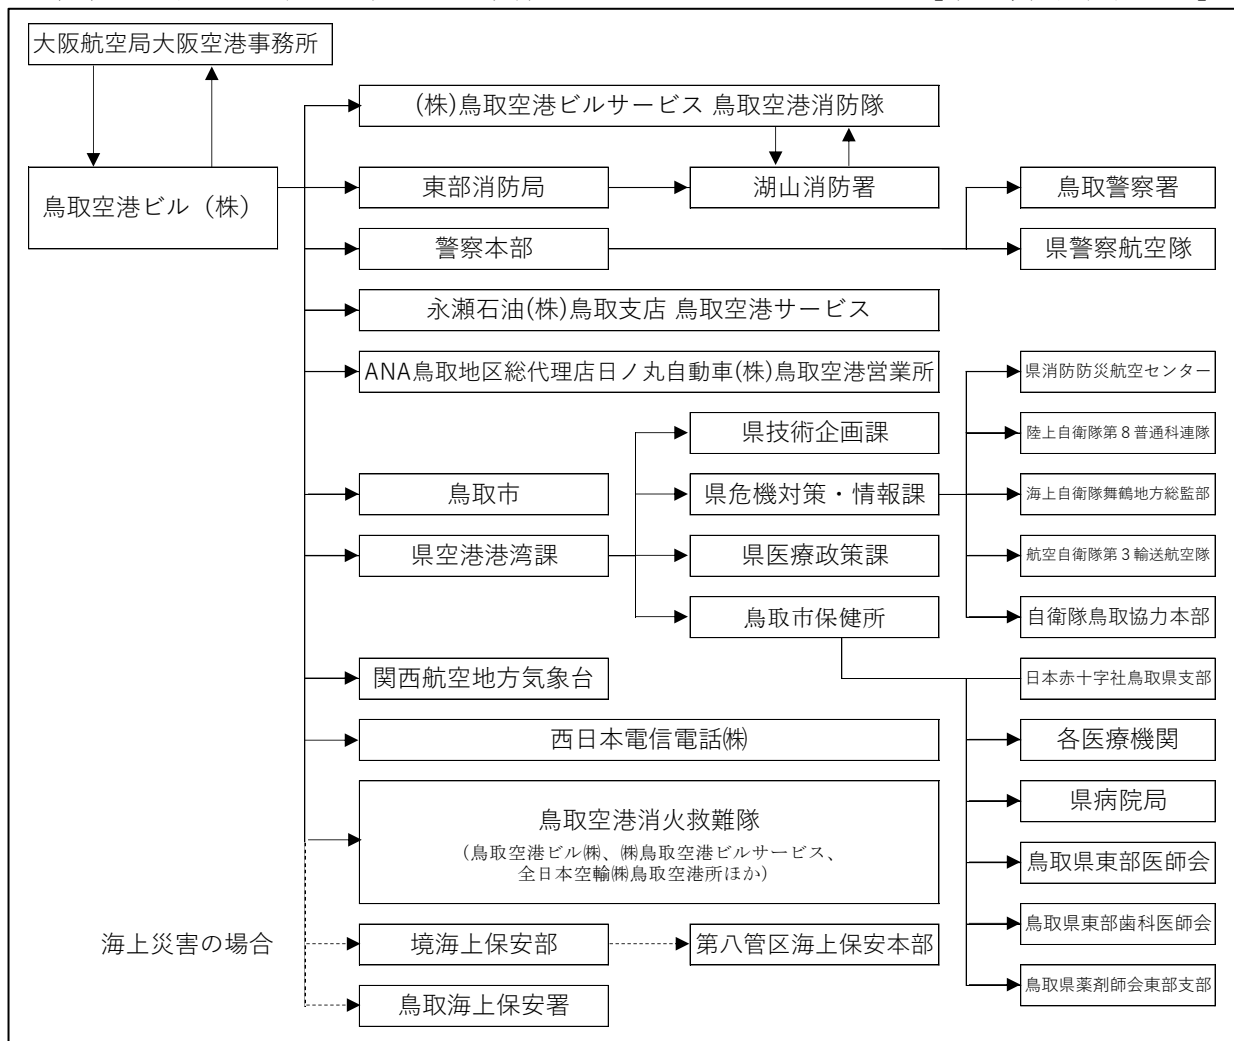 大阪航空局大阪空港事務所
(株)鳥取空港ビルサービス 鳥取空港消防隊
鳥取空港ビル（株）
東部消防局
湖山消防署
鳥取警察署
警察本部
県警察航空隊
永瀬石油(株)鳥取支店 鳥取空港サービス
ANA鳥取地区総代理店日ノ丸自動車(株)鳥取空港営業所
県消防防災航空センター
県技術企画課
陸上自衛隊第８普通科連隊
鳥取市
県危機対策・情報課
海上自衛隊舞鶴地方総監部
県空港港湾課
県医療政策課
航空自衛隊第３輸送航空隊
鳥取市保健所
自衛隊鳥取協力本部
関西航空地方気象台
日本赤十字社鳥取県支部
西日本電信電話㈱
各医療機関
鳥取空港消火救難隊
（鳥取空港ビル㈱、㈱鳥取空港ビルサービス、
全日本空輸㈱鳥取空港所ほか）
県病院局
鳥取県東部医師会
海上災害の場合
境海上保安部
第八管区海上保安本部
鳥取県東部歯科医師会
鳥取海上保安署
鳥取県薬剤師会東部支部